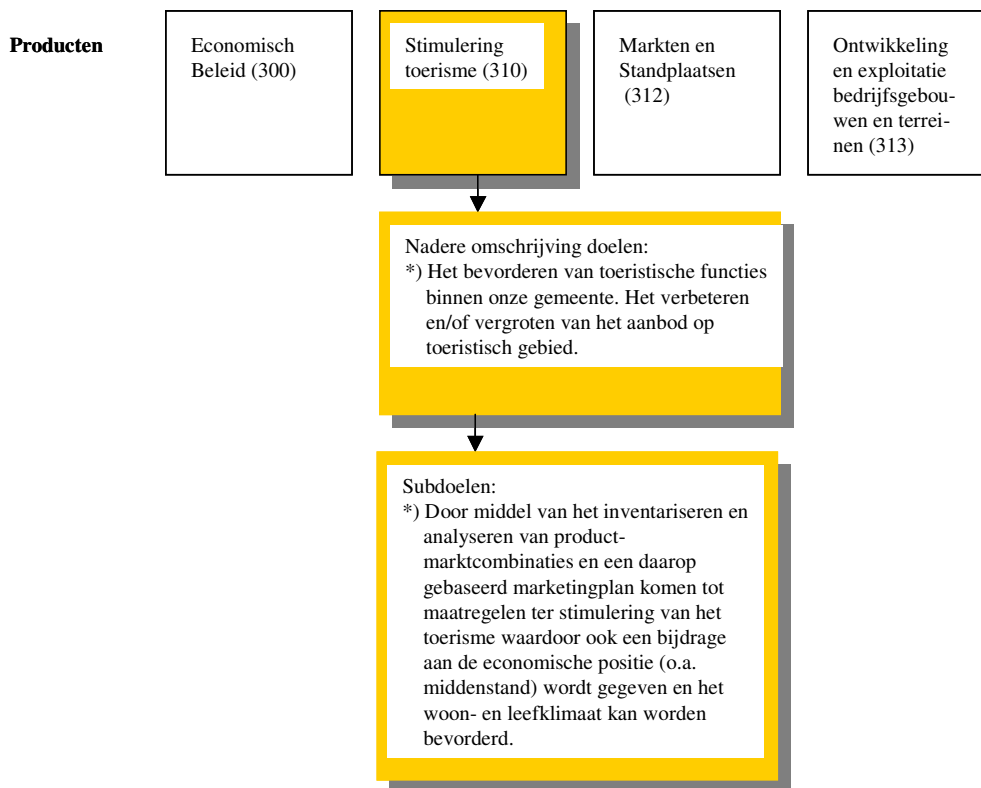 Producten
Economisch
Beleid (300)
Stimulering
toerisme (310)
Markten en
Standplaatsen
(312)
Ontwikkeling
en exploitatie
bedrijfsgebou-
wen en terrei-
nen (313)
Nadere omschrijving doelen:
*) Het bevorderen van toeristische functies
binnen onze gemeente. Het verbeteren
en/of vergroten van het aanbod op
toeristisch gebied.
Subdoelen:
*) Door middel van het inventariseren en
analyseren van product-
marktcombinaties en een daarop
gebaseerd marketingplan komen tot
maatregelen ter stimulering van het
toerisme waardoor ook een bijdrage
aan de economische positie (o.a.
middenstand) wordt gegeven en het
woon- en leefklimaat kan worden
bevorderd.